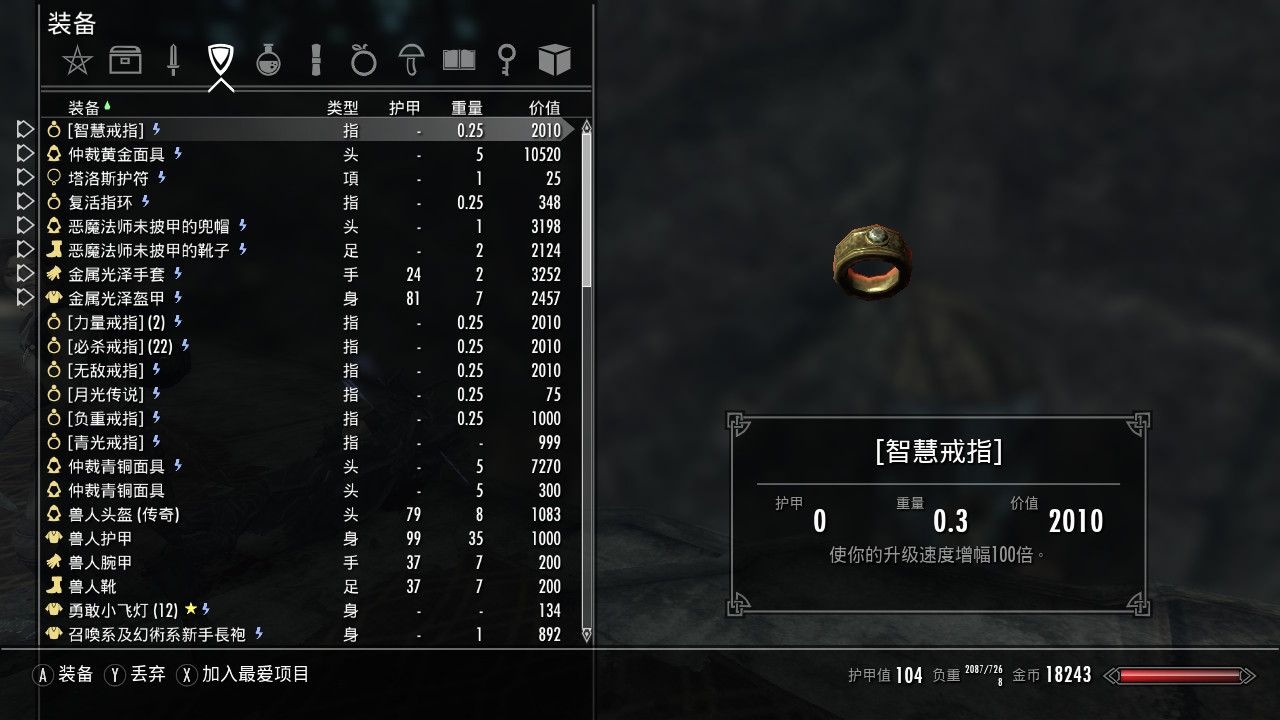 装备
装备 类型 护甲 重量 价值
[智慧戒指] 指 - 0.25 2010
仲裁黄金面具 头 - 5 10520
塔洛斯护符 項 - 1 25
复活指环 指 - 0.25 348
恶魔法师未披甲的兜帽 头 - 1 3198
恶魔法师未披甲的靴子 足 - 2 2124
金属光泽手套 手 24 2 3252
金属光泽盔甲 身 81 7 2457
[力量戒指] (2) 指 - 0.25 2010
[必杀戒指] (22) 指 - 0.25 2010
[无敌戒指] 指 - 0.25 2010
[月光传说] 指 - 0.25 75
[负重戒指] 指 - 0.25 1000
[青光戒指] 指 - - 999
仲裁青铜面具 头 - 5 7270
仲裁青铜面具 头 - 5 300
兽人头盔 (传奇) 头 79 8 1083
兽人护甲 身 99 35 1000
兽人腕甲 手 37 7 200
兽人靴 足 37 7 200
勇敢小飞灯 (12) 身 - - 134
召喚系及幻術系新手長袍 身 - 1 892
[智慧戒指]
护甲 0 重量 0.3 价值 2010
使你的升级速度增幅100倍。
A 装备 Y 丢弃 X 加入最爱项目
护甲值 104 负重 2087/7268 金币 18243